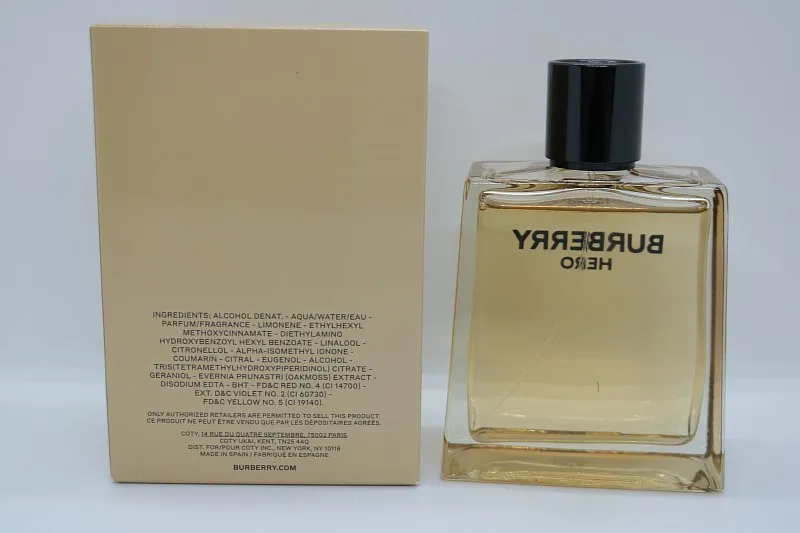 INGREDIENTS: ALCOHOL DENAT. - AQUA/WATER/EAU -
PARFUM/FRAGRANCE - LIMONENE - ETHYLHEXYL
METHOXYCINNAMATE - DIETHYLAMINO
HYDROXYBENZOYL HEXYL BENZOATE - LINALOOL -
CITRONELLOL - ALPHA-ISOMETHYL IONONE -
COUMARIN - CITRAL - EUGENOL - ALCOHOL -
TRIS(TETRAMETHYLHYDROXYPIPERIDINOL) CITRATE -
GERANIOL - EVERNIA PRUNASTRI (OAKMOSS) EXTRACT -
DISODIUM EDTA - BHT - FD&C RED NO. 4 (CI 14700) -
EXT. D&C VIOLET NO. 2 (CI 60730) -
FD&C YELLOW NO. 5 (CI 19140).
ONLY AUTHORIZED RETAILERS ARE PERMITTED TO SELL THIS PRODUCT.
CE PRODUIT NE PEUT ÊTRE VENDU QUE PAR LES DÉPOSITAIRES AGRÉÉS.
COTY, 14 RUE DU QUATRE SEPTEMBRE, 75002 PARIS
COTY UK&I, KENT, TN25 4AQ
DIST. FOR/POUR COTY INC., NEW YORK, NY 10118
MADE IN SPAIN / FABRIQUÉ EN ESPAGNE
BURBERRY.COM
BURBERRY
HERO